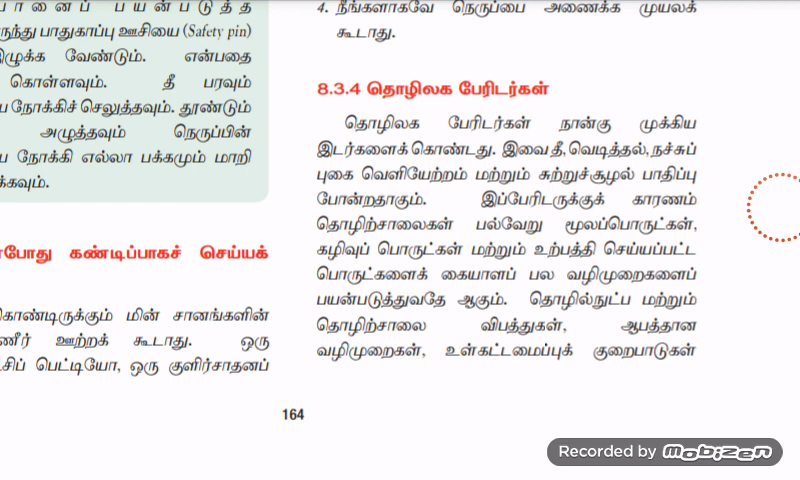 பானைப் பயன்படுத்த
பாதுகாப்பு ஊசியை (Safety pin)
வேண்டும். என்பதை
கொள்ளவும். தீ பரவும்
நோக்கிச் செலுத்தவும். தூண்டும்
அழுத்தவும் நெருப்பின்
நோக்கி எல்லா பக்கமும் மாறி
கண்டிப்பாகச் செய்யக்
மின் சானங்களின்
ஊற்றக் கூடாது. ஒரு
பெட்டியோ, ஒரு குளிர்சாதனப்
4. நீங்களாகவே நெருப்பை அணைக்க முயலக்
கூடாது.
8.3.4 தொழிலக பேரிடர்கள்
தொழிலக பேரிடர்கள் நான்கு முக்கிய
இடர்களைக் கொண்டது. இவை தீ, வெடித்தல், நச்சுப்
புகை வெளியேற்றம் மற்றும் சுற்றுச்சூழல் பாதிப்பு
போன்றதாகும். இப்பேரிடருக்குக் காரணம்
தொழிற்சாலைகள் பல்வேறு மூலப்பொருட்கள்,
கழிவுப் பொருட்கள் மற்றும் உற்பத்தி செய்யப்பட்ட
பொருட்களைக் கையாளப் பல வழிமுறைகளைப்
பயன்படுத்துவதே ஆகும். தொழில்நுட்ப மற்றும்
தொழிற்சாலை விபத்துகள், ஆபத்தான
வழிமுறைகள், உள்கட்டமைப்புக் குறைபாடுகள்
164
Recorded by mobizen